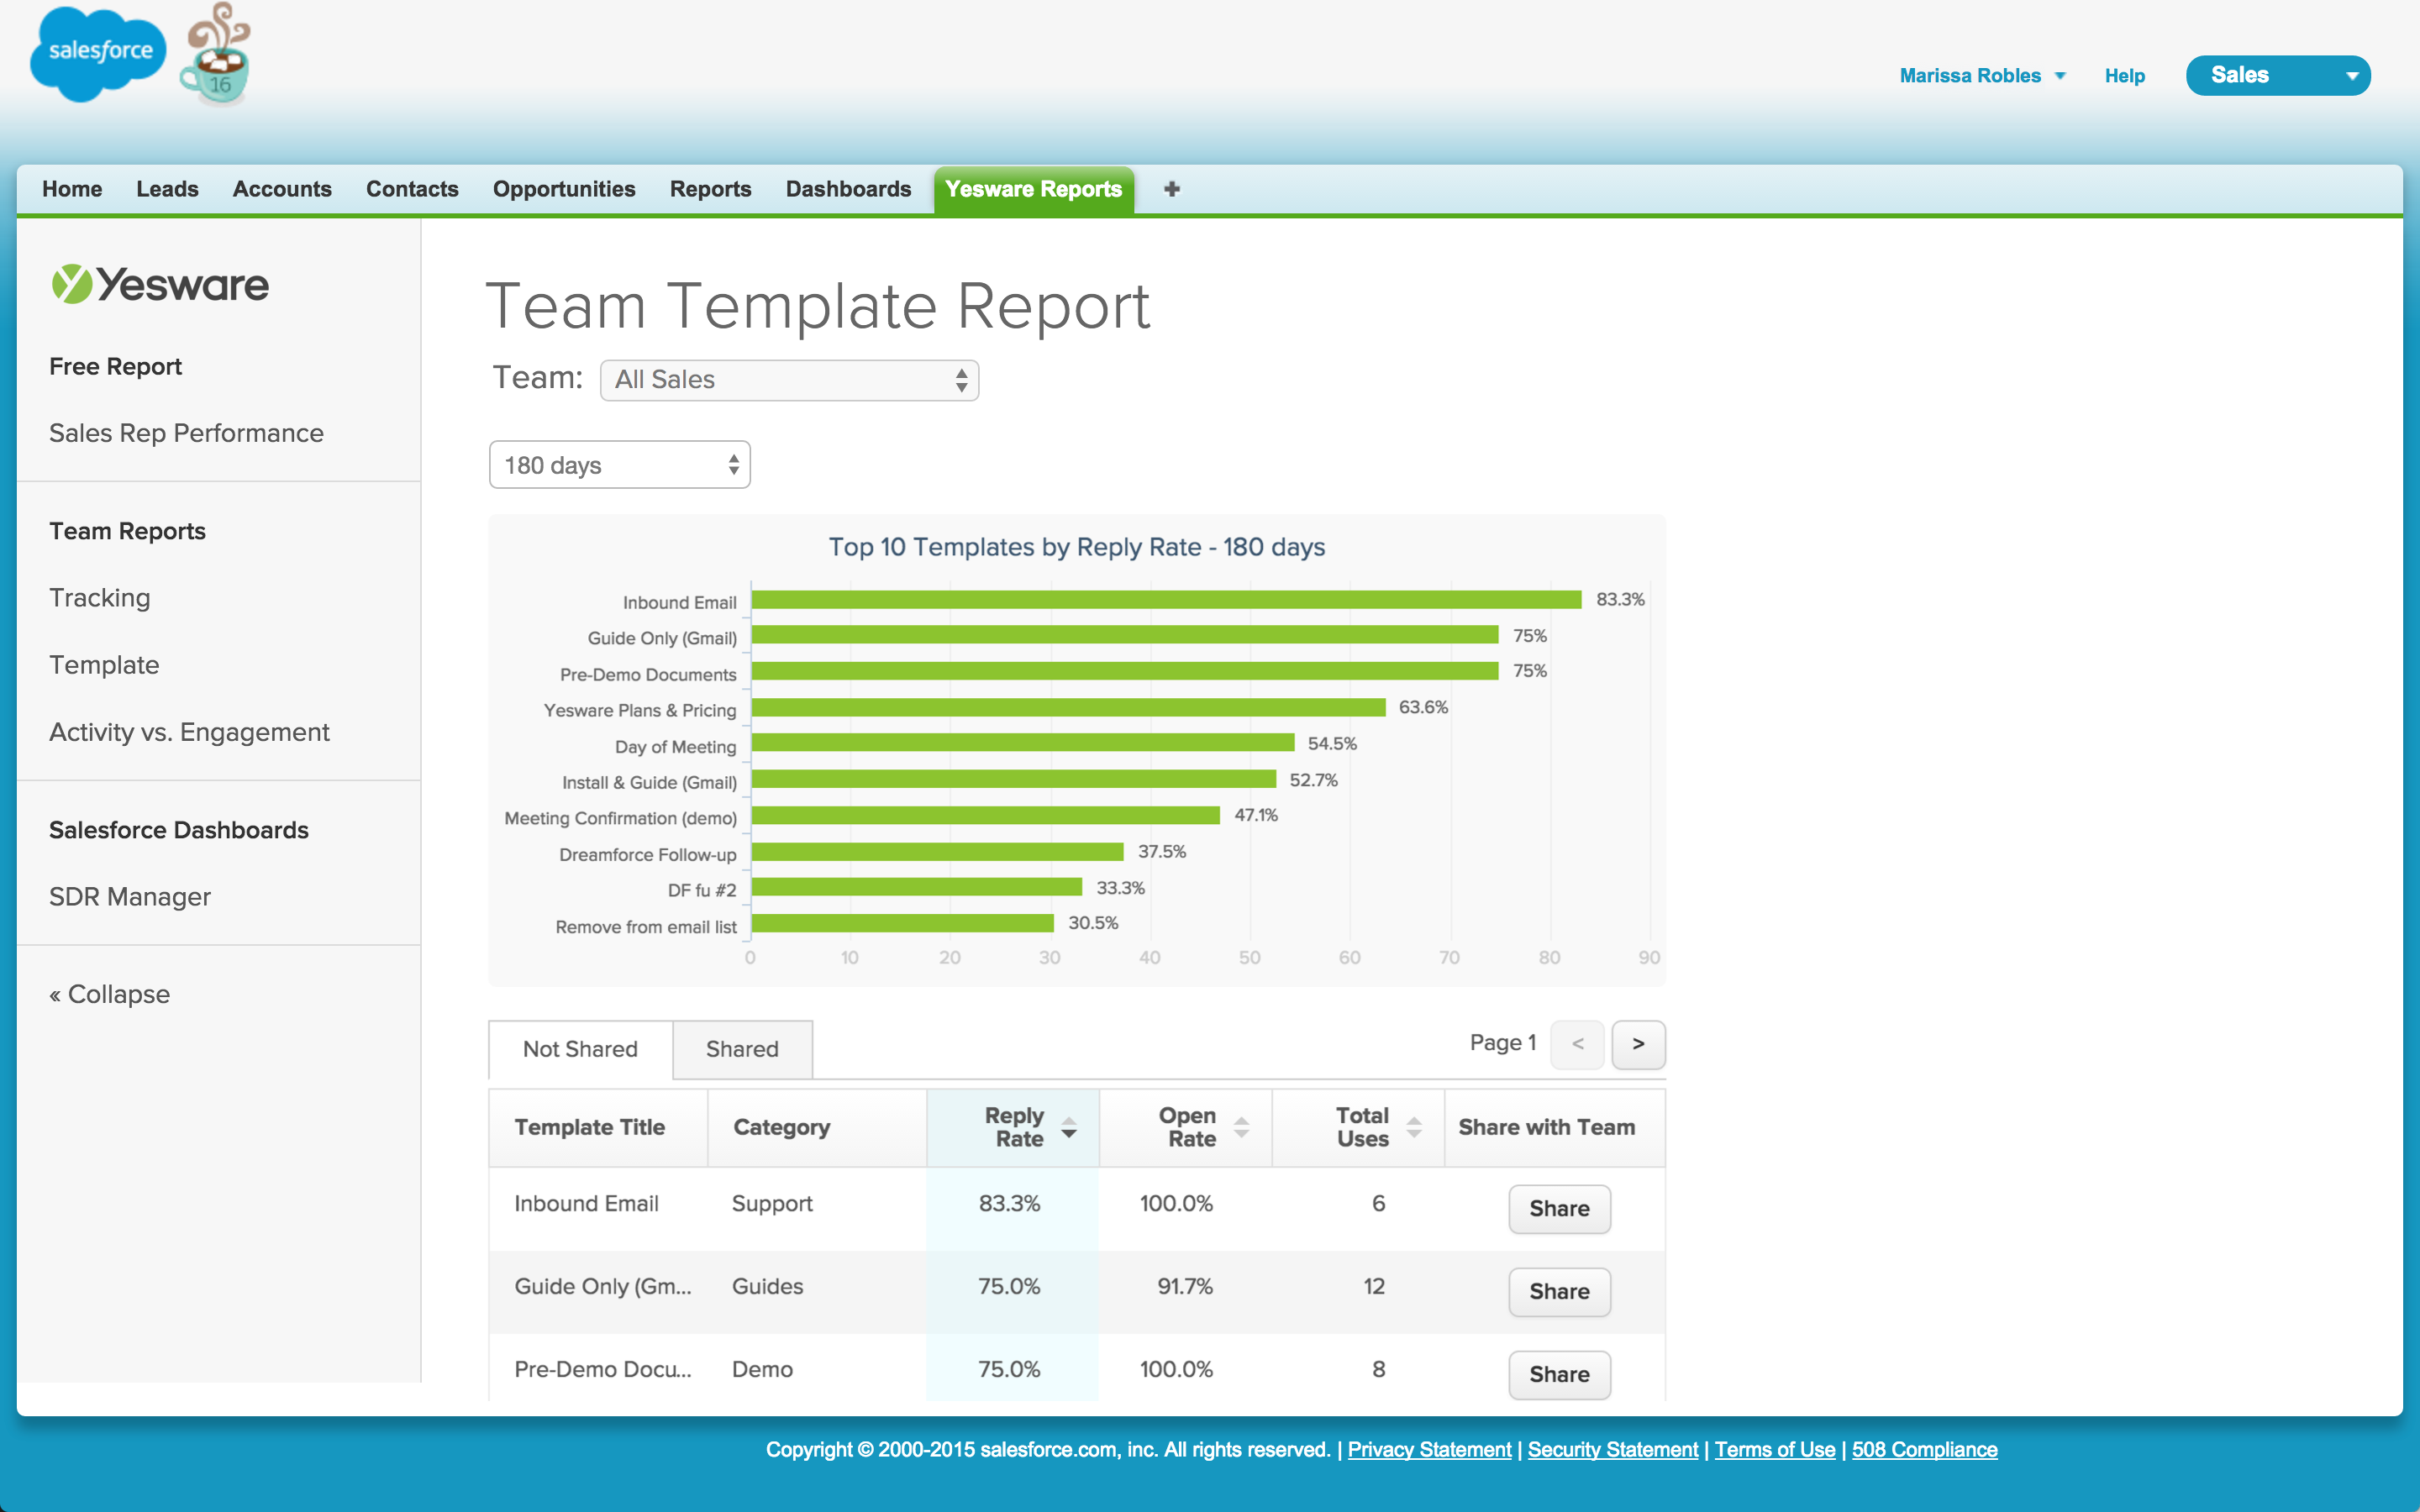 salesforce
16
Marissa Robles Help Sales
Home Leads Accounts Contacts Opportunities Reports Dashboards Yesware Reports +
Yesware
Free Report
Sales Rep Performance
Team Reports
Tracking
Template
Activity vs. Engagement
Salesforce Dashboards
SDR Manager
« Collapse
Team Template Report
Team: All Sales
180 days
Top 10 Templates by Reply Rate - 180 days
Inbound Email 83.3%
Guide Only (Gmail) 75%
Pre-Demo Documents 75%
Yesware Plans & Pricing 63.6%
Day of Meeting 54.5%
Install & Guide (Gmail) 52.7%
Meeting Confirmation (demo) 47.1%
Dreamforce Follow-up 37.5%
DF fu #2 33.3%
Remove from email list 30.5%
0 10 20 30 40 50 60 70 80 90
Not Shared Shared Page 1 < >
Template Title Category Reply Rate Open Rate Total Uses Share with Team
Inbound Email Support 83.3% 100.0% 6 Share
Guide Only (Gm... Guides 75.0% 91.7% 12 Share
Pre-Demo Docu... Demo 75.0% 100.0% 8 Share
Copyright © 2000-2015 salesforce.com, inc. All rights reserved. | Privacy Statement | Security Statement | Terms of Use | 508 Compliance